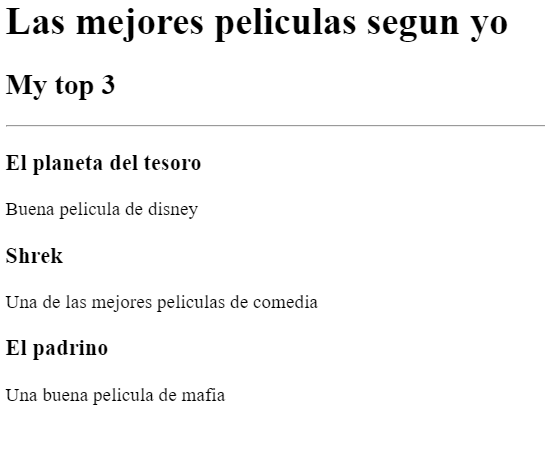 Las mejores peliculas segun yo
My top 3
El planeta del tesoro
Buena pelicula de disney
Shrek
Una de las mejores peliculas de comedia
El padrino
Una buena pelicula de mafia